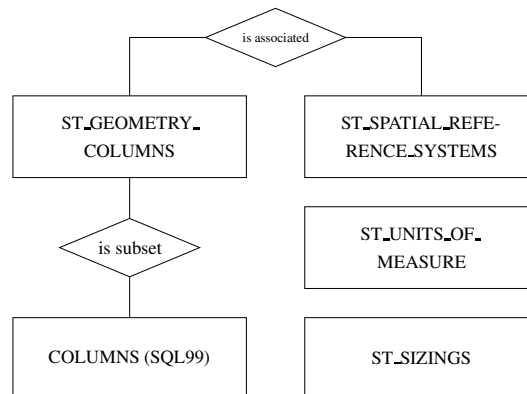 is associated
ST_GEOMETRY_
COLUMNS
ST_SPATIAL_REFE-
RENCE_SYSTEMS
is subset
ST_UNITS_OF_
MEASURE
COLUMNS (SQL99)
ST_SIZINGS